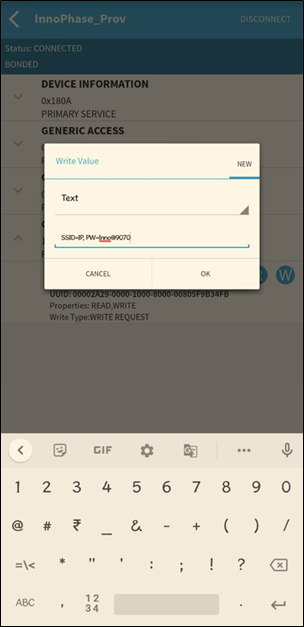 InnoPhase_Prov
DISCONNECT
Status: CONNECTED
BONDED
DEVICE INFORMATION
0x180A
PRIMARY SERVICE
GENERIC ACCESS
Write Value
NEW
Text
SSID=IP, PW=Inno@9070
CANCEL
OK
W
UUID: 00002A29-0000-1000-8000-00805F9B34FB
Properties: READ,WRITE
Write Type:WRITE REQUEST
GIF
1 2 3 4 5 6 7 8 9 0
@ # ₹ _ & - + ( ) /
=\< * " ' : ; ! ?
ABC , 12 34 .